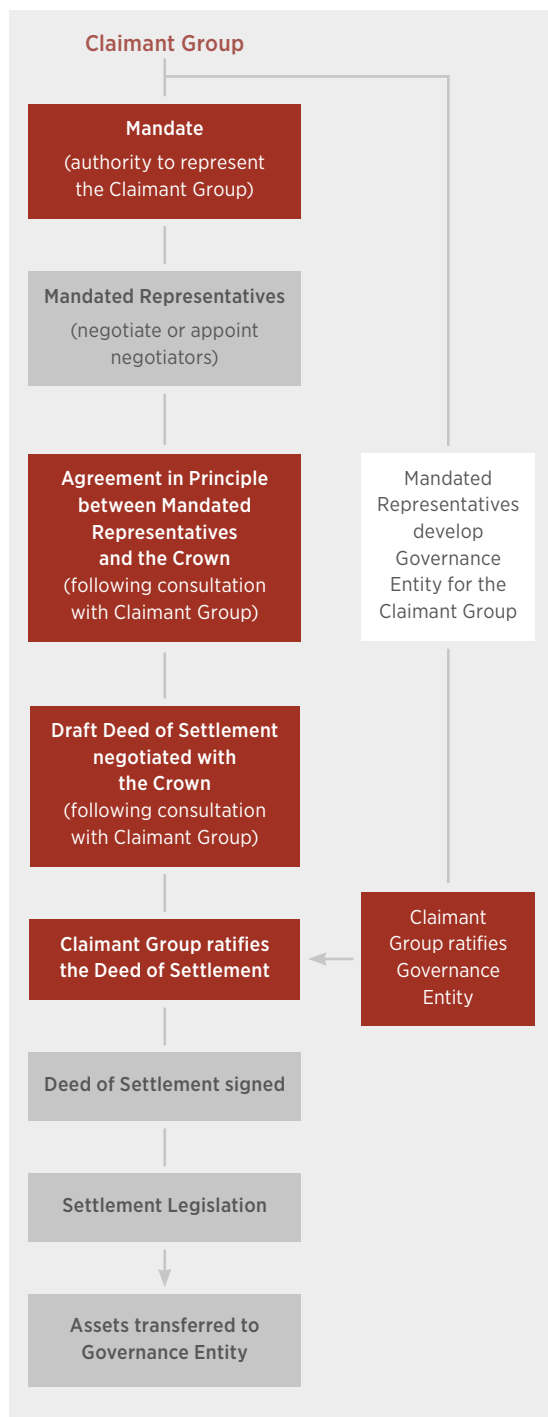 Claimant Group
Mandate
(authority to represent
the Claimant Group)
Mandated Representatives
(negotiate or appoint
negotiators)
Agreement in Principle
between Mandated
Representatives
and the Crown
(following consultation
with Claimant Group)
Mandated
Representatives
develop
Governance
Entity for the
Claimant Group
Draft Deed of Settlement
negotiated with
the Crown
(following consultation
with Claimant Group)
Claimant Group ratifies
the Deed of Settlement
Claimant
Group ratifies
Governance
Entity
Deed of Settlement signed
Settlement Legislation
Assets transferred to
Governance Entity